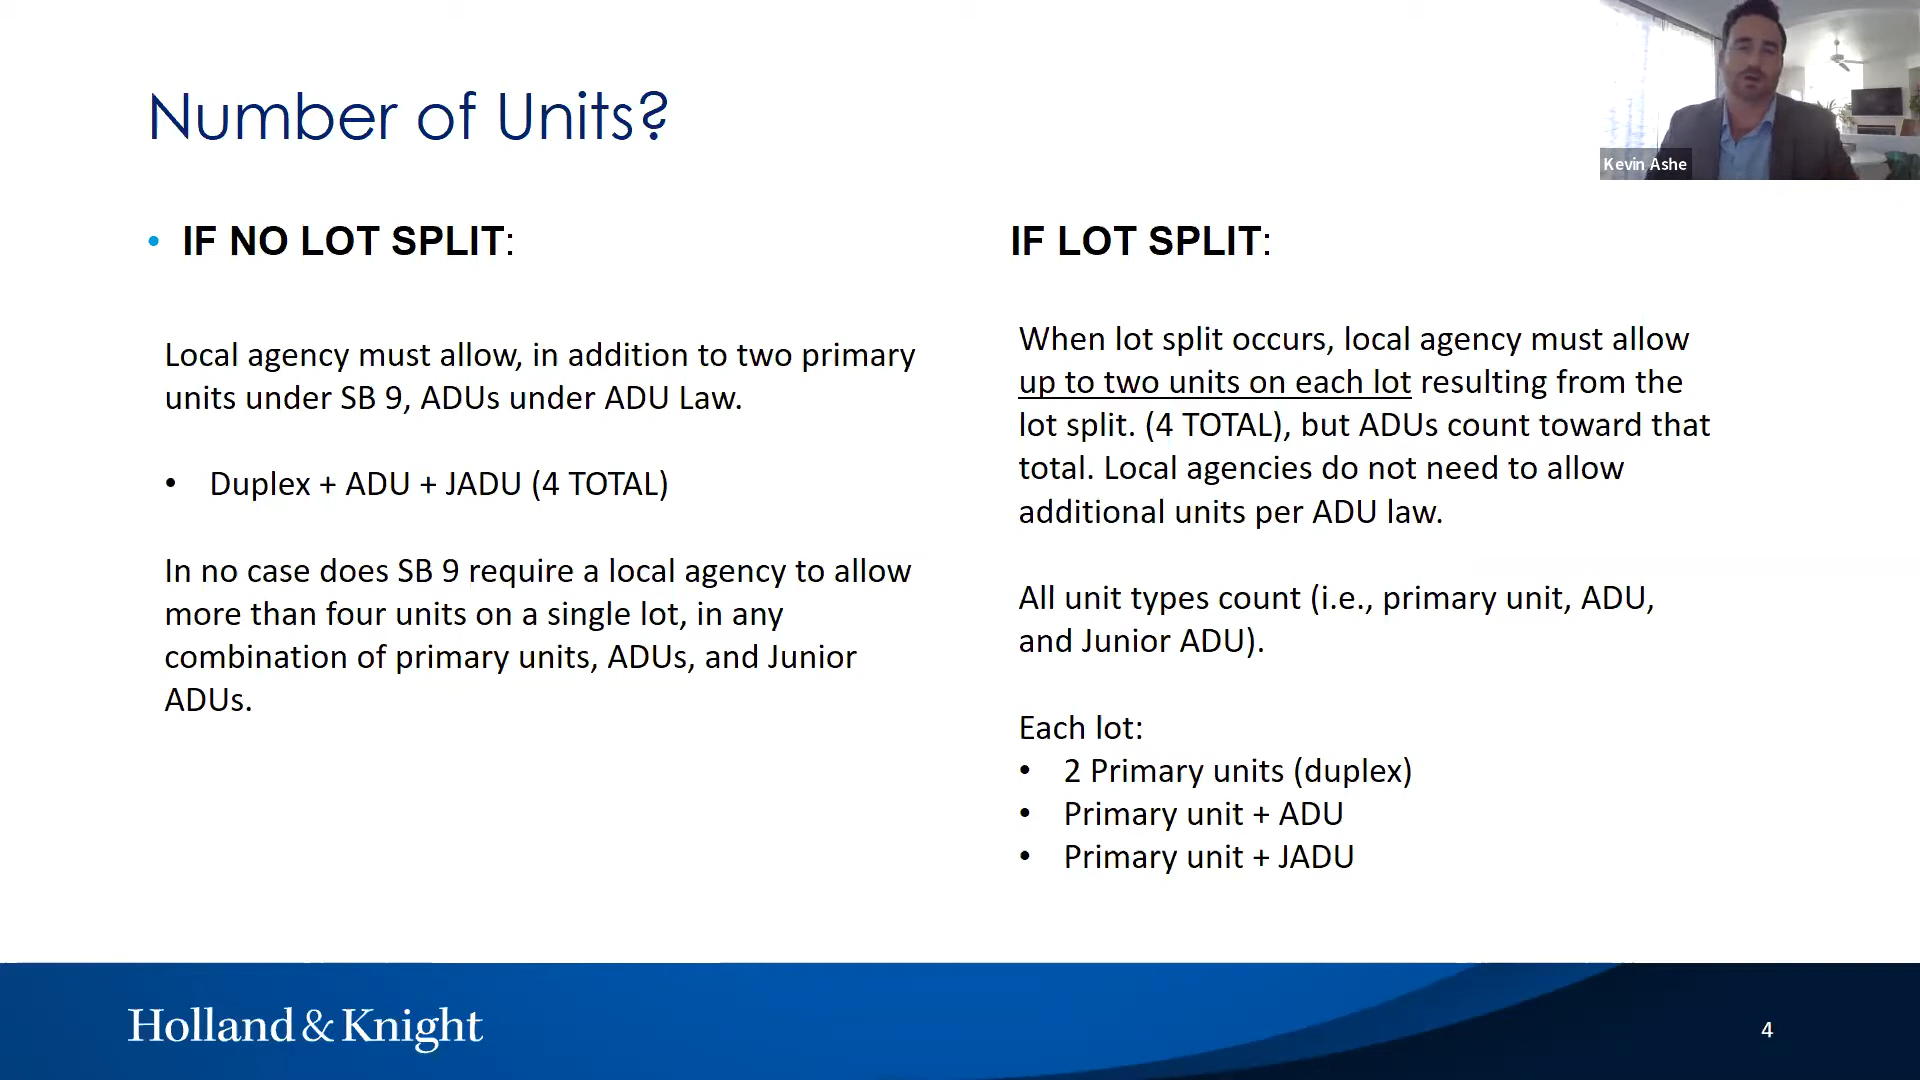 Number of Units?
Kevin Ashe
• IF NO LOT SPLIT:
Local agency must allow, in addition to two primary
units under SB 9, ADUs under ADU Law.
• Duplex + ADU + JADU (4 TOTAL)
In no case does SB 9 require a local agency to allow
more than four units on a single lot, in any
combination of primary units, ADUs, and Junior
ADUs.
IF LOT SPLIT:
When lot split occurs, local agency must allow
up to two units on each lot resulting from the
lot split. (4 TOTAL), but ADUs count toward that
total. Local agencies do not need to allow
additional units per ADU law.
All unit types count (i.e., primary unit, ADU,
and Junior ADU).
Each lot:
• 2 Primary units (duplex)
• Primary unit + ADU
• Primary unit + JADU
Holland & Knight
4